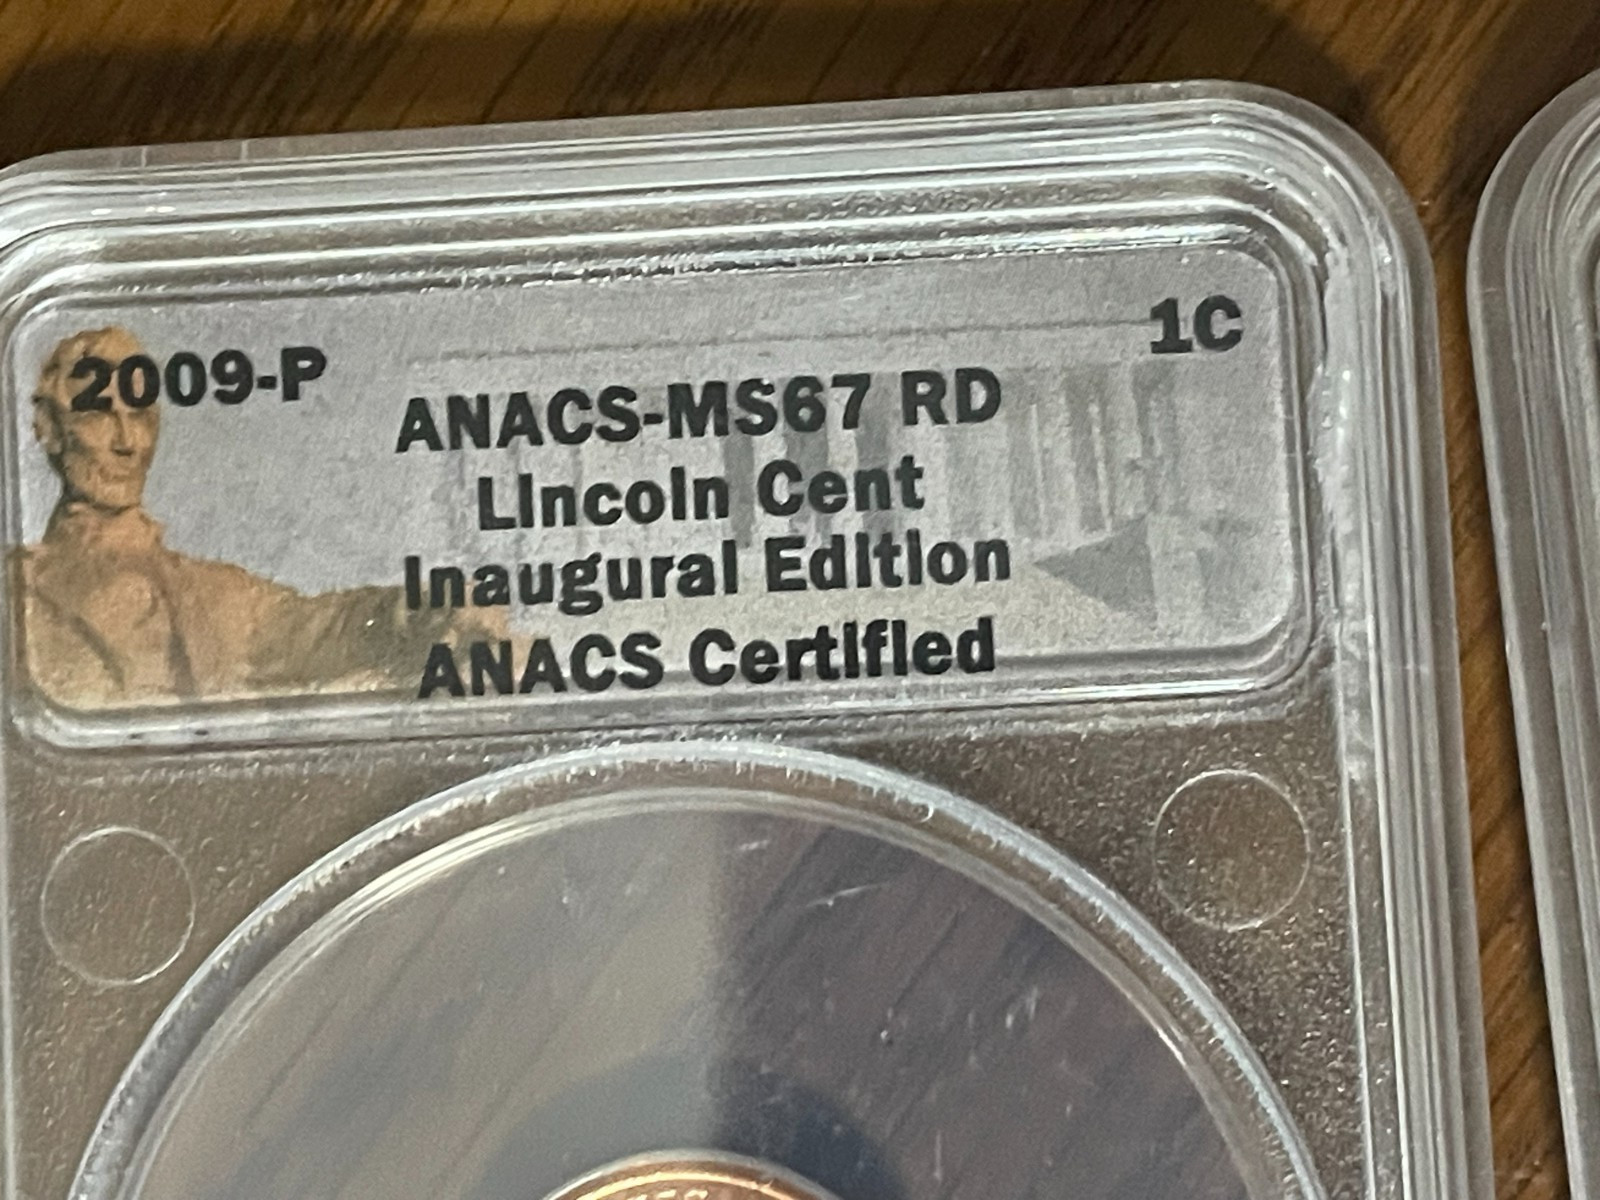 2009-P 1C
ANACS-MS67 RD
Lincoln Cent
Inaugural Edition
ANACS Certified